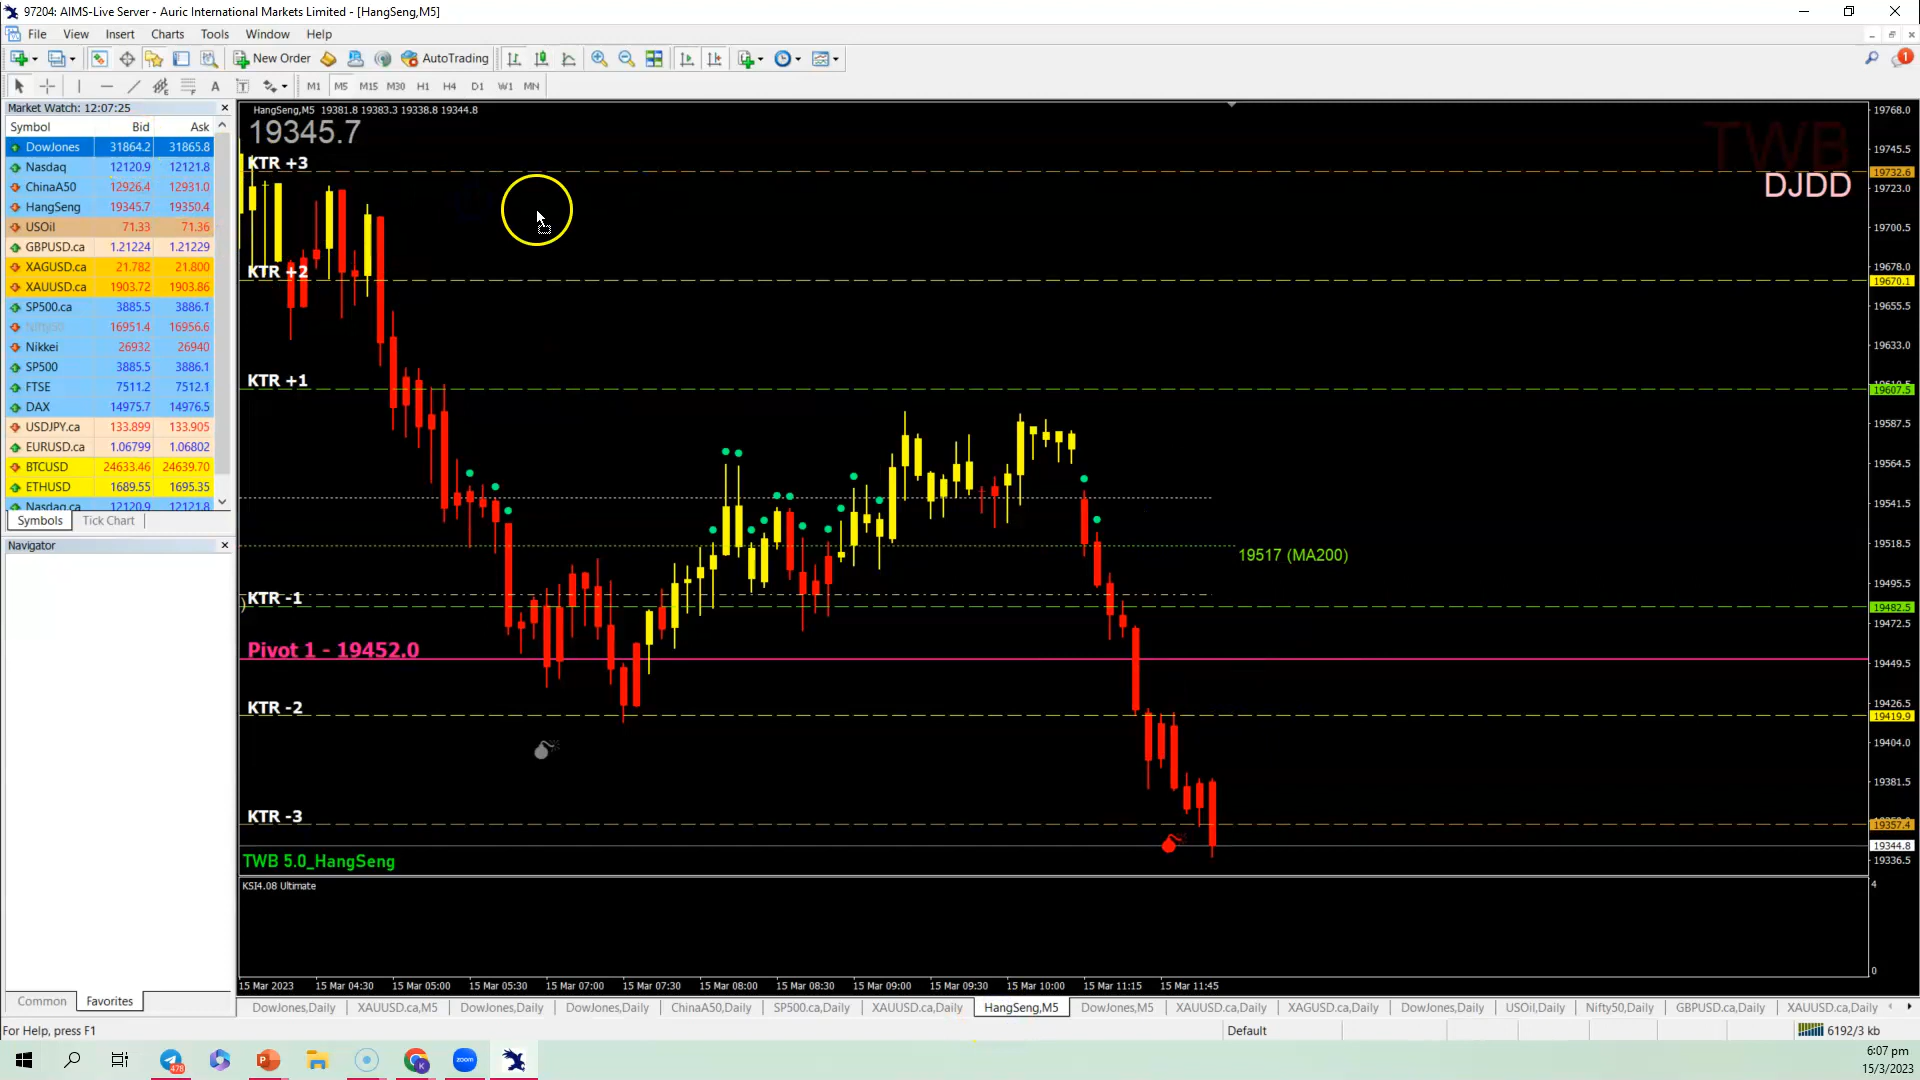 97204: AIMS-Live Server - Auric International Markets Limited - [HangSeng,M5]
File View Insert Charts Tools Window Help
New Order AutoTrading 1
A T M1 M5 M15 M30 H1 H4 D1 W1 MN
Market Watch: 12:07:25
Symbol Bid Ask
DowJones 31864.2 31865.8
Nasdaq 12120.9 12121.8
ChinaA50 12926.4 12931.0
HangSeng 19345.7 19350.4
USOil 71.33 71.36
GBPUSD.ca 1.21224 1.21229
XAGUSD.ca 21.782 21.800
XAUUSD.ca 1903.72 1903.86
SP500.ca 3885.5 3886.1
Nifty50 16951.4 16956.6
Nikkei 26932 26940
SP500 3885.5 3886.1
FTSE 7511.2 7512.1
DAX 14975.7 14976.5
USDJPY.ca 133.899 133.905
EURUSD.ca 1.06799 1.06802
BTCUSD 24633.46 24639.70
ETHUSD 1689.55 1695.35
Nasdaq.ca 12120.9 12121.8
Symbols Tick Chart
Navigator
Common Favorites
HangSeng,M5 19381.8 19383.3 19338.8 19344.8
19345.7
TWB
DJDD
KTR +3
KTR +2
KTR +1
19517 (MA200)
KTR -1
Pivot 1 - 19452.0
KTR -2
KTR -3
TWB 5.0_HangSeng
KSI4.08 Ultimate
19768.0
19745.5
19732.6
19723.0
19700.5
19678.0
19670.1
19655.5
19633.0
19607.5
19587.5
19564.5
19541.5
19518.5
19495.5
19482.5
19472.5
19449.5
19426.5
19419.9
19404.0
19381.5
19357.4
19344.8
19336.5
4
0
15 Mar 2023 15 Mar 04:30 15 Mar 05:00 15 Mar 05:30 15 Mar 07:00 15 Mar 07:30 15 Mar 08:00 15 Mar 08:30 15 Mar 09:00 15 Mar 09:30 15 Mar 10:00 15 Mar 11:15 15 Mar 11:45
DowJones,Daily XAUUSD.ca,M5 DowJones,Daily DowJones,Daily ChinaA50,Daily SP500.ca,Daily XAUUSD.ca,Daily HangSeng,M5 DowJones,M5 XAUUSD.ca,Daily XAGUSD.ca,Daily DowJones,Daily USOil,Daily Nifty50,Daily GBPUSD.ca,Daily XAUUSD.ca,Daily
For Help, press F1 Default 6192/3 kb
478 zoom
6:07 pm
15/3/2023